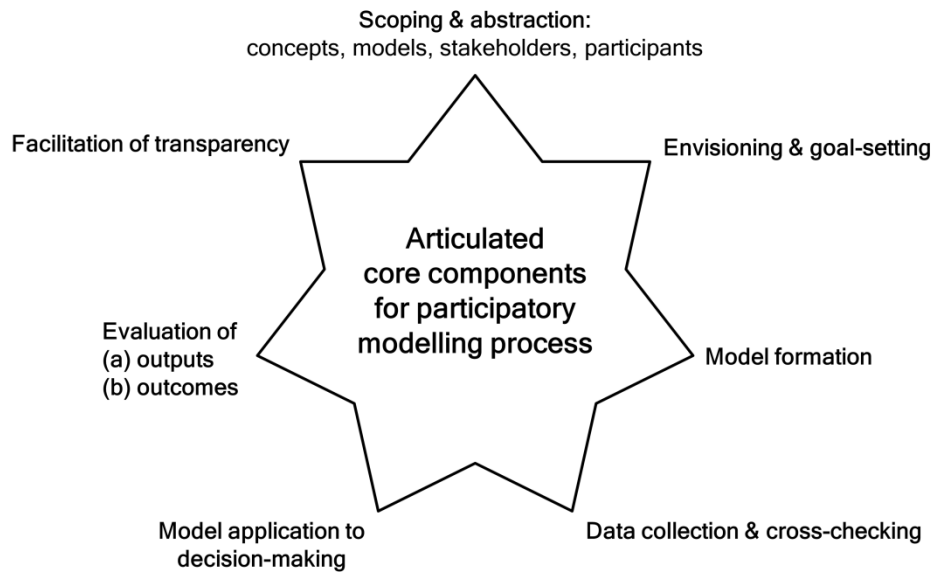 Scoping & abstraction:
concepts, models, stakeholders, participants
Facilitation of transparency
Envisioning & goal-setting
Articulated
core components
for participatory
modelling process
Evaluation of
(a) outputs
(b) outcomes
Model formation
Model application to
decision-making
Data collection & cross-checking